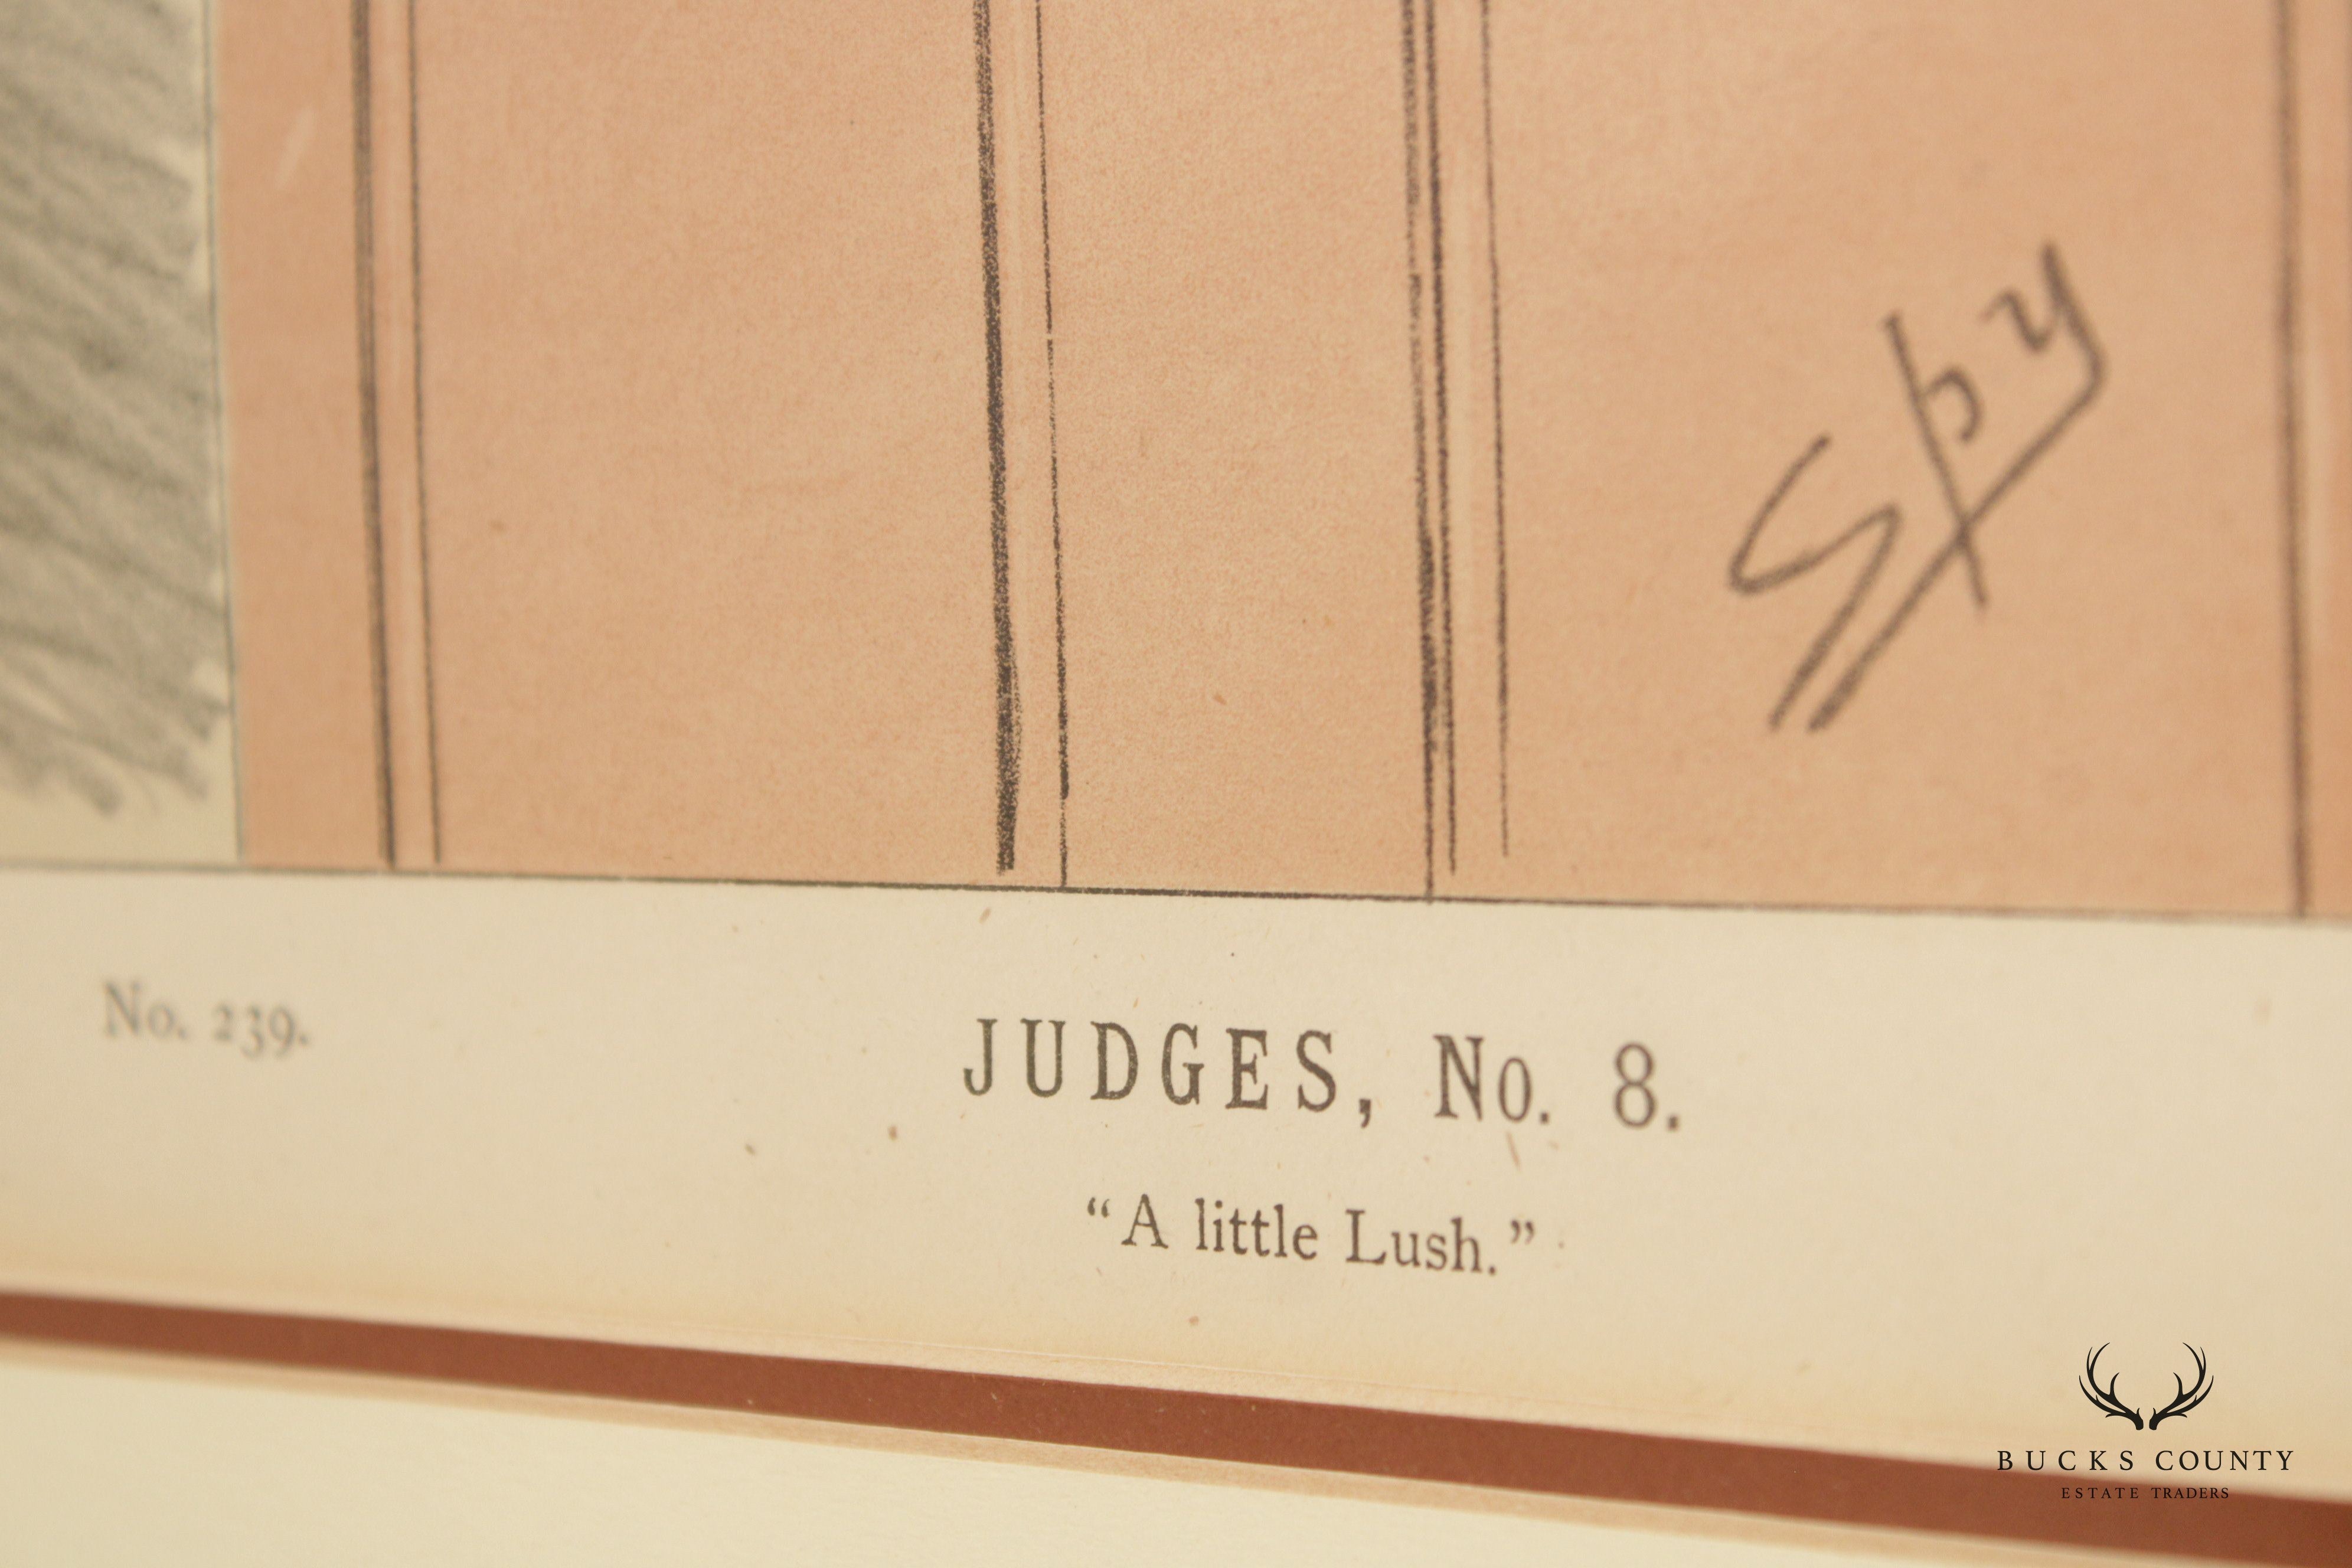 Spy
No. 239.
JUDGES, No. 8.
"A little Lush."
BUCKS COUNTY
ESTATE TRADERS